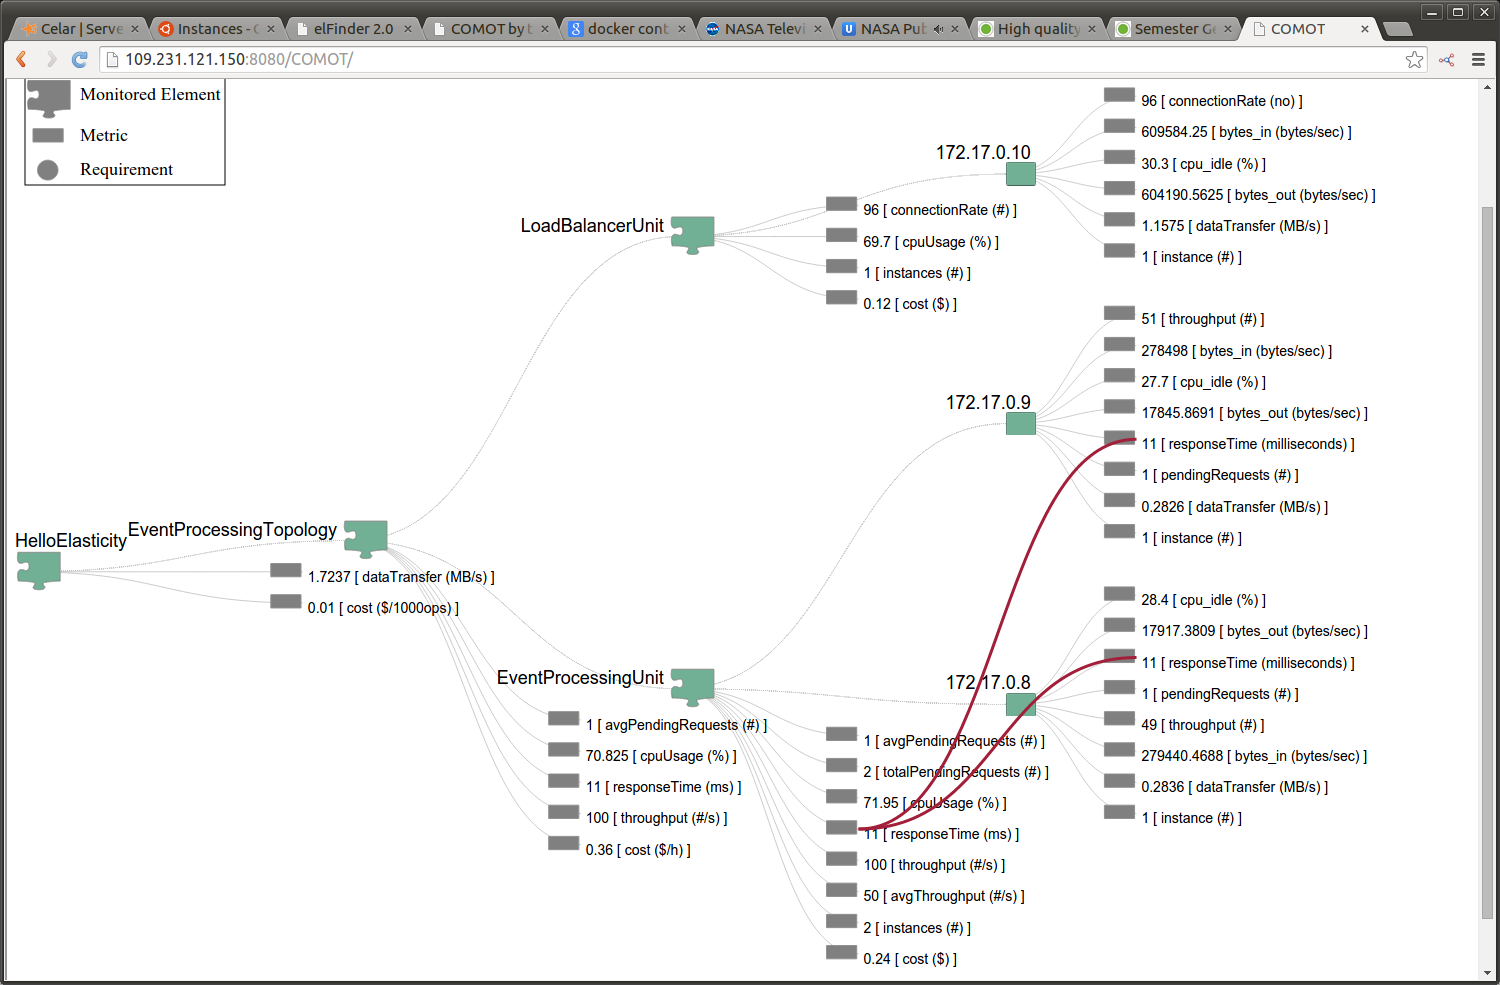 Celar | Serve
Instances - 
elFinder 2.0
COMOT by t
docker cont
NASA Televi
NASA Pu
High quality
Semester Ge
COMOT
109.231.121.150:8080/COMOT/
Monitored Element
Metric
Requirement
172.17.0.10
96 [ connectionRate (no) ]
609584.25 [ bytes_in (bytes/sec) ]
30.3 [ cpu_idle (%) ]
604190.5625 [ bytes_out (bytes/sec) ]
1.1575 [ dataTransfer (MB/s) ]
1 [ instance (#) ]
LoadBalancerUnit
96 [ connectionRate (#) ]
69.7 [ cpuUsage (%) ]
1 [ instances (#) ]
0.12 [ cost ($) ]
172.17.0.9
51 [ throughput (#) ]
278498 [ bytes_in (bytes/sec) ]
27.7 [ cpu_idle (%) ]
17845.8691 [ bytes_out (bytes/sec) ]
11 [ responseTime (milliseconds) ]
1 [ pendingRequests (#) ]
0.2826 [ dataTransfer (MB/s) ]
1 [ instance (#) ]
HelloElasticity
EventProcessingTopology
1.7237 [ dataTransfer (MB/s) ]
0.01 [ cost ($/1000ops) ]
EventProcessingUnit
1 [ avgPendingRequests (#) ]
70.825 [ cpuUsage (%) ]
11 [ responseTime (ms) ]
100 [ throughput (#/s) ]
0.36 [ cost ($/h) ]
172.17.0.8
28.4 [ cpu_idle (%) ]
17917.3809 [ bytes_out (bytes/sec) ]
11 [ responseTime (milliseconds) ]
1 [ pendingRequests (#) ]
49 [ throughput (#) ]
279440.4688 [ bytes_in (bytes/sec) ]
0.2836 [ dataTransfer (MB/s) ]
1 [ instance (#) ]
1 [ avgPendingRequests (#) ]
2 [ totalPendingRequests (#) ]
71.95 [ cpuUsage (%) ]
11 [ responseTime (ms) ]
100 [ throughput (#/s) ]
50 [ avgThroughput (#/s) ]
2 [ instances (#) ]
0.24 [ cost ($) ]